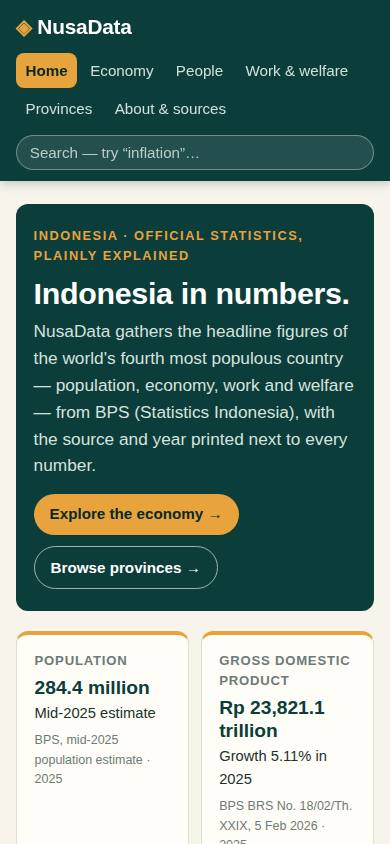 ◈ NusaData
Home Economy People Work & welfare
Provinces About & sources
Search — try “inflation”…
INDONESIA · OFFICIAL STATISTICS,
PLAINLY EXPLAINED
Indonesia in numbers.
NusaData gathers the headline figures of
the world's fourth most populous country
— population, economy, work and welfare
— from BPS (Statistics Indonesia), with
the source and year printed next to every
number.
Explore the economy →
Browse provinces →
POPULATION
284.4 million
Mid-2025 estimate
BPS, mid-2025
population estimate ·
2025
GROSS DOMESTIC
PRODUCT
Rp 23,821.1
trillion
Growth 5.11% in
2025
BPS BRS No. 18/02/Th.
XXIX, 5 Feb 2026 ·
2025